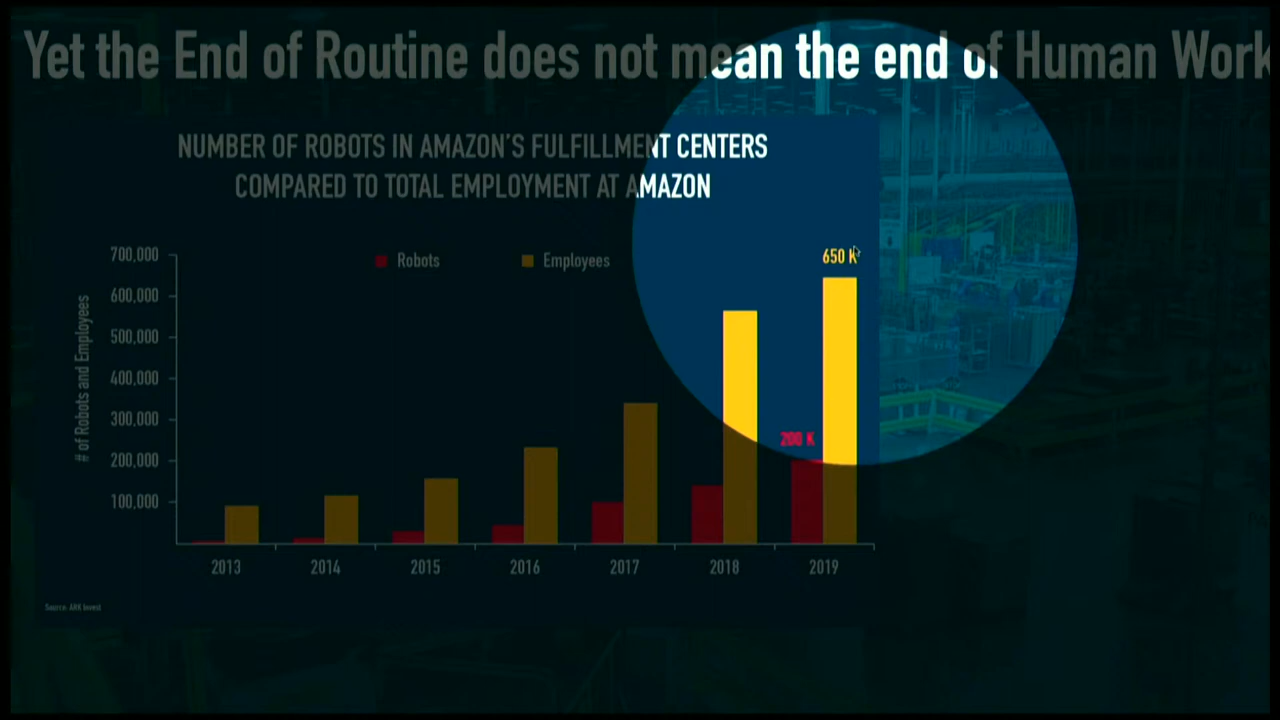 Yet the End of Routine does not mean the end of Human Work
NUMBER OF ROBOTS IN AMAZON'S FULFILLMENT CENTERS
COMPARED TO TOTAL EMPLOYMENT AT AMAZON
# of Robots and Employees
700,000
600,000
500,000
400,000
300,000
200,000
100,000
Robots
Employees
650 K
200 K
2013
2014
2015
2016
2017
2018
2019
Source: ARK Invest